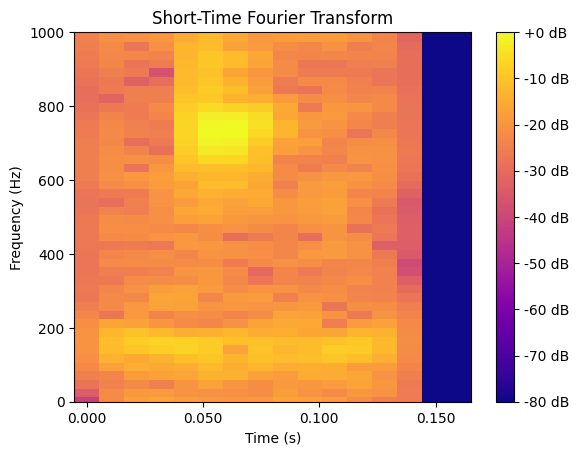 Short-Time Fourier Transform
1000
800
600
400
200
0
Frequency (Hz)
0.000
0.050
0.100
0.150
Time (s)
+0 dB
-10 dB
-20 dB
-30 dB
-40 dB
-50 dB
-60 dB
-70 dB
-80 dB